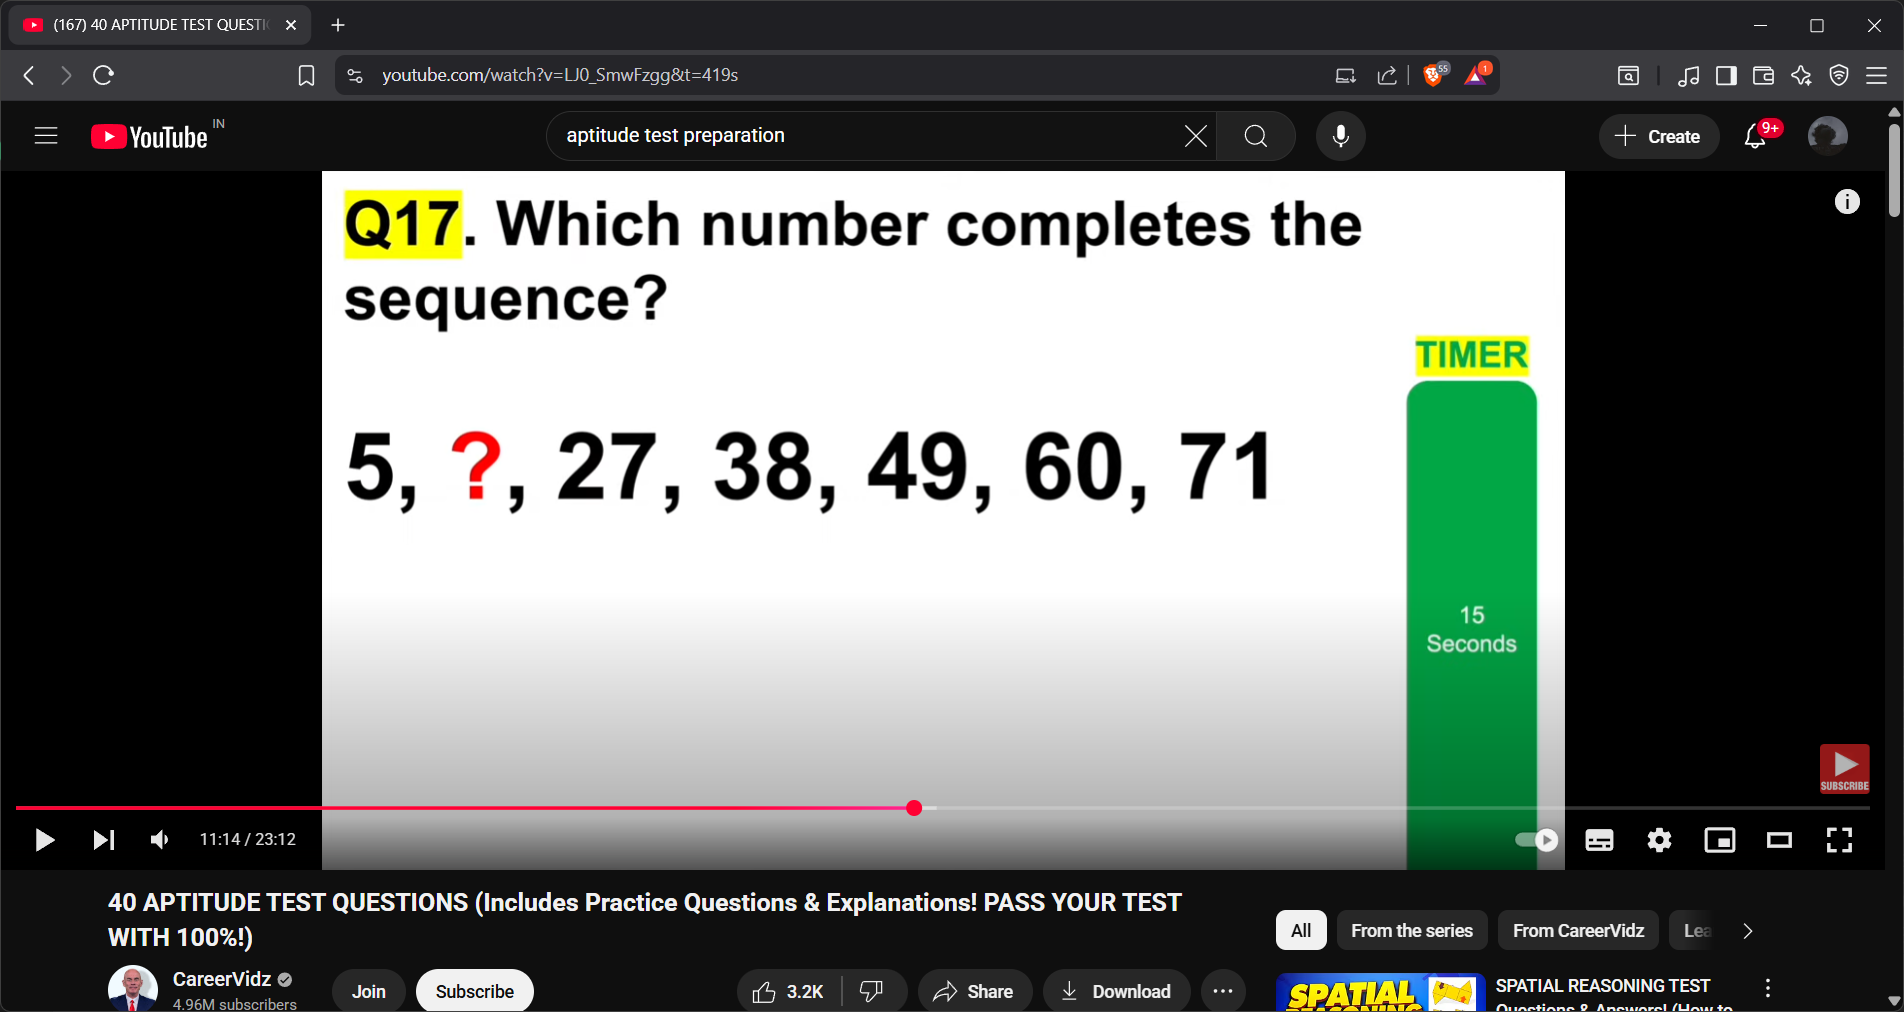 (167) 40 APTITUDE TEST QUESTI
youtube.com/watch?v=LJ0_SmwFzgg&t=419s
55
1
YouTube IN
aptitude test preparation
Create
9+
Q17. Which number completes the
sequence?
TIMER
5, ?, 27, 38, 49, 60, 71
15
Seconds
SUBSCRIBE
11:14 / 23:12
40 APTITUDE TEST QUESTIONS (Includes Practice Questions & Explanations! PASS YOUR TEST
WITH 100%!)
All
From the series
From CareerVidz
Lea
CareerVidz
4.96M subscribers
Join
Subscribe
3.2K
Share
Download
SPATIAL
REASONING
SPATIAL REASONING TEST
Questions & Answers! (How to